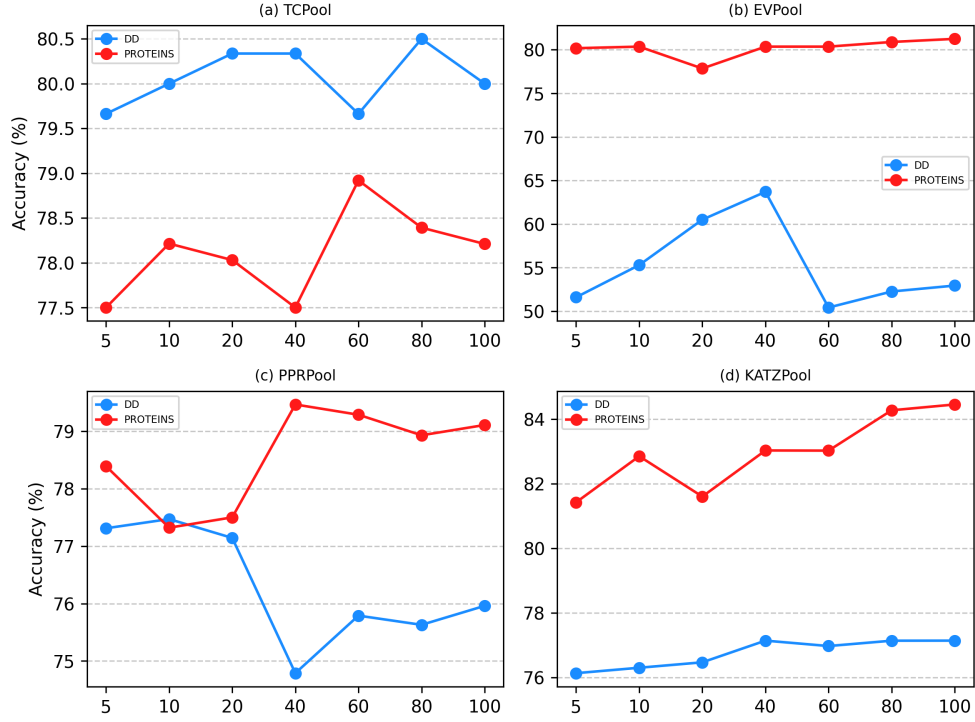 (a) TCPool
Accuracy (%)
80.5
80.0
79.5
79.0
78.5
78.0
77.5
DD
PROTEINS
5 10 20 40 60 80 100
(b) EVPool
80
75
70
65
60
55
50
DD
PROTEINS
5 10 20 40 60 80 100
(c) PPRPool
Accuracy (%)
79
78
77
76
75
DD
PROTEINS
5 10 20 40 60 80 100
(d) KATZPool
84
82
80
78
76
DD
PROTEINS
5 10 20 40 60 80 100